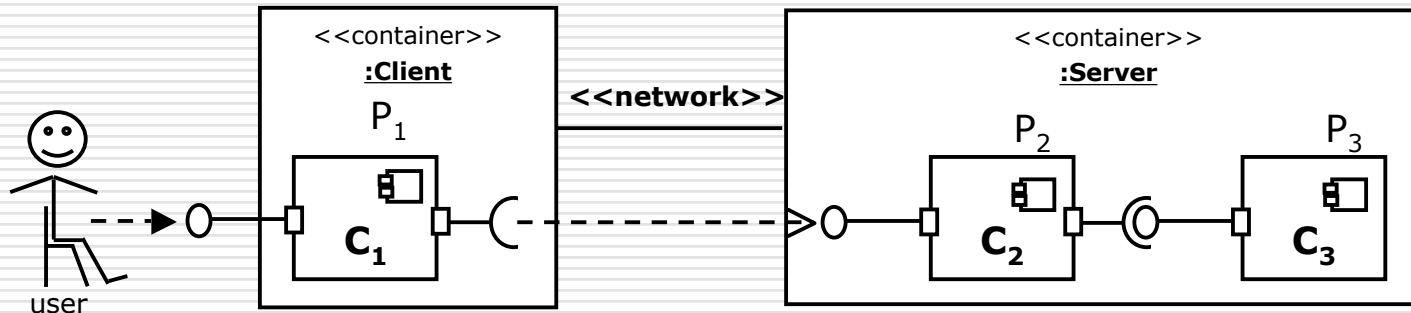 <<container>>
:Client
P₁
C₁
<<network>>
<<container>>
:Server
P₂
P₃
C₂
C₃
user